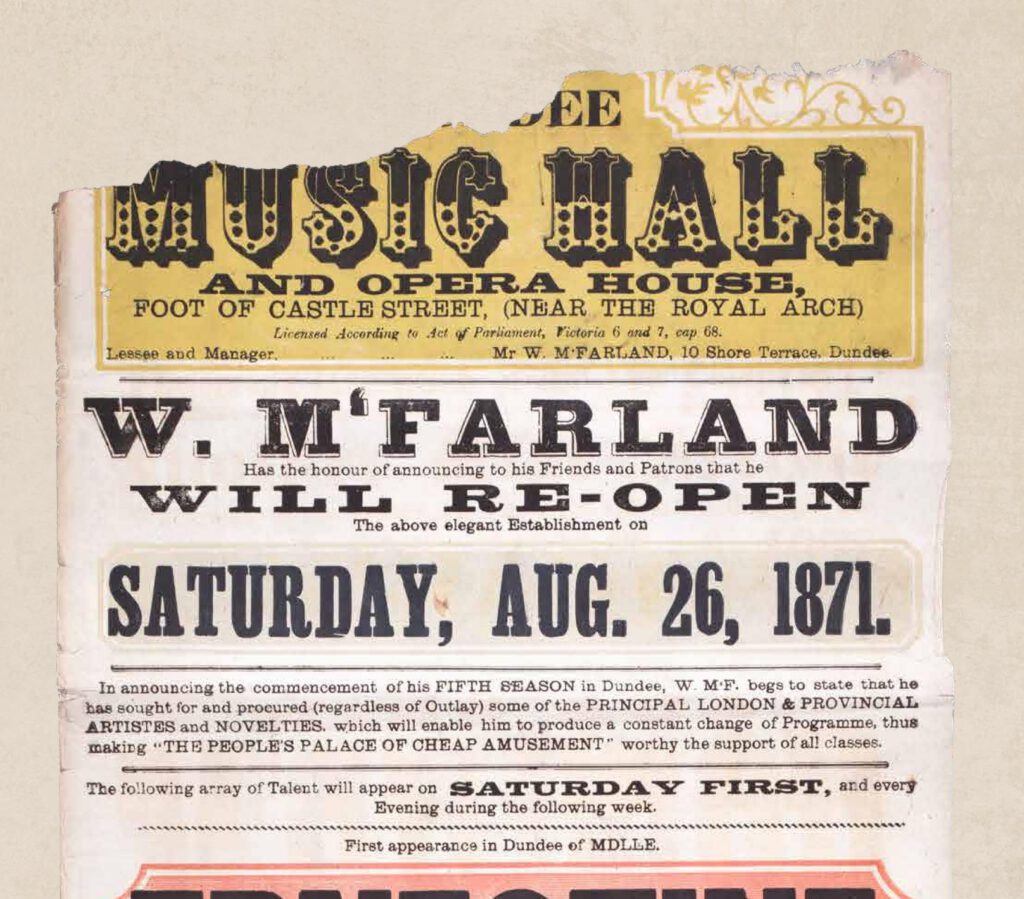 DEE
MUSIC HALL
AND OPERA HOUSE,
FOOT OF CASTLE STREET, (NEAR THE ROYAL ARCH)
Licensed According to Act of Parliament, Victoria 6 and 7, cap 68.
Lessee and Manager, ... ... ... Mr W. M'FARLAND, 10 Shore Terrace, Dundee.
W. M‘FARLAND
Has the honour of announcing to his Friends and Patrons that he
WILL RE-OPEN
The above elegant Establishment on
SATURDAY, AUG. 26, 1871.
In announcing the commencement of his FIFTH SEASON in Dundee, W. M‘F. begs to state that he
has sought for and procured (regardless of Outlay) some of the PRINCIPAL LONDON & PROVINCIAL
ARTISTES and NOVELTIES, which will enable him to produce a constant change of Programme, thus
making "THE PEOPLE'S PALACE OF CHEAP AMUSEMENT" worthy the support of all classes.
The following array of Talent will appear on SATURDAY FIRST, and every
Evening during the following week.
First appearance in Dundee of MDLLE.